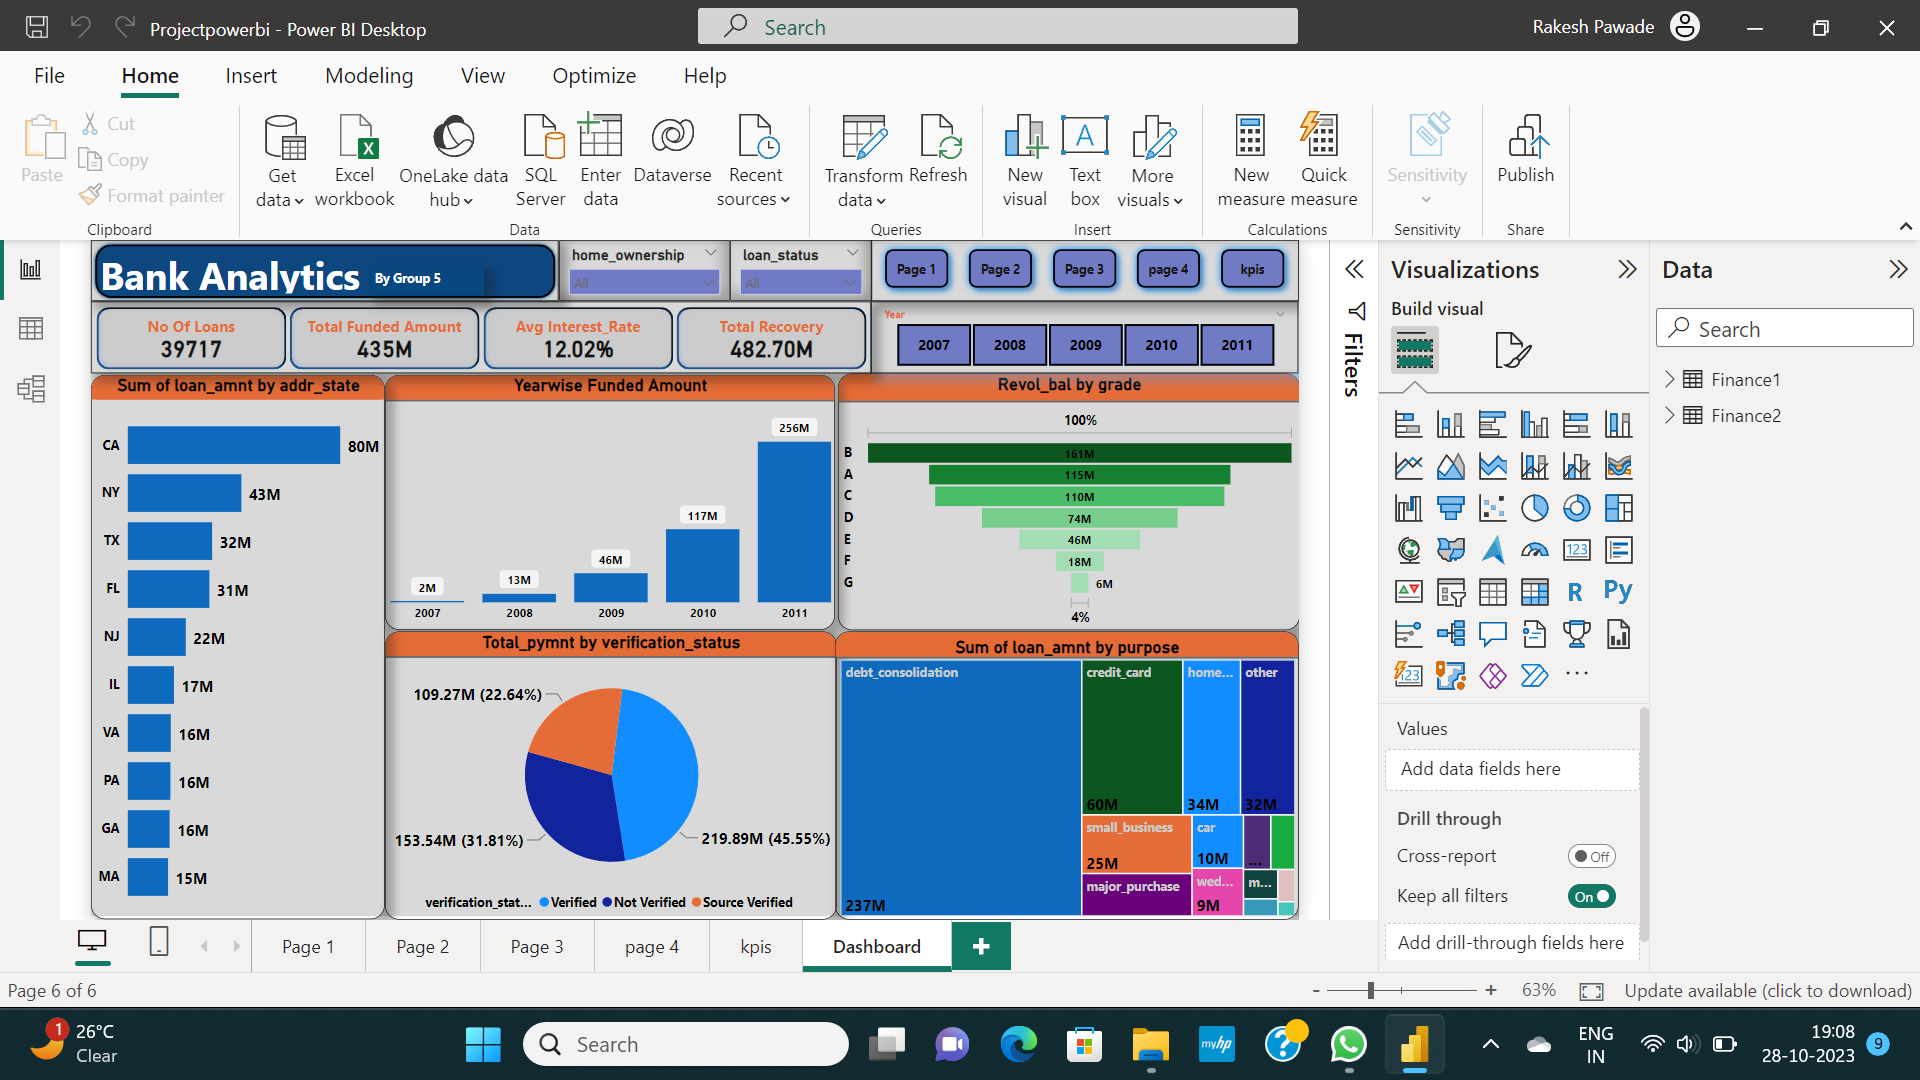 Projectpowerbi - Power BI Desktop
Search
Rakesh Pawade
File Home Insert Modeling View Optimize Help
Paste
Cut
Copy
Format painter
Clipboard
Get data
Excel workbook
OneLake data hub
SQL Server
Enter data
Dataverse
Recent sources
Data
Transform data
Refresh
Queries
New visual
A
Text box
More visuals
Insert
New measure
Quick measure
Calculations
Sensitivity
Sensitivity
Publish
Share
Bank Analytics By Group 5
home_ownership
All
loan_status
All
Page 1
Page 2
Page 3
page 4
kpis
No Of Loans
39717
Total Funded Amount
435M
Avg Interest_Rate
12.02%
Total Recovery
482.70M
Year
2007 2008 2009 2010 2011
Sum of loan_amnt by addr_state
CA 80M
NY 43M
TX 32M
FL 31M
NJ 22M
IL 17M
VA 16M
PA 16M
GA 16M
MA 15M
Yearwise Funded Amount
2M 13M 46M 117M 256M
2007 2008 2009 2010 2011
Revol_bal by grade
100%
B 161M
A 115M
C 110M
D 74M
E 46M
F 18M
G 6M
4%
Total_pymnt by verification_status
109.27M (22.64%)
153.54M (31.81%)
219.89M (45.55%)
verification_stat... Verified Not Verified Source Verified
Sum of loan_amnt by purpose
debt_consolidation
237M
credit_card
60M
home...
34M
other
32M
small_business
25M
car
10M
...
major_purchase
wed...
9M
m...
Filters
Visualizations
Build visual
123
R
Py
123
...
Values
Add data fields here
Drill through
Cross-report Off
Keep all filters On
Add drill-through fields here
Data
Search
Finance1
Finance2
Page 1 Page 2 Page 3 page 4 kpis Dashboard +
Page 6 of 6
- + 63%
Update available (click to download)
1
26°C
Clear
Search
myhp
ENG
IN
19:08
28-10-2023
9